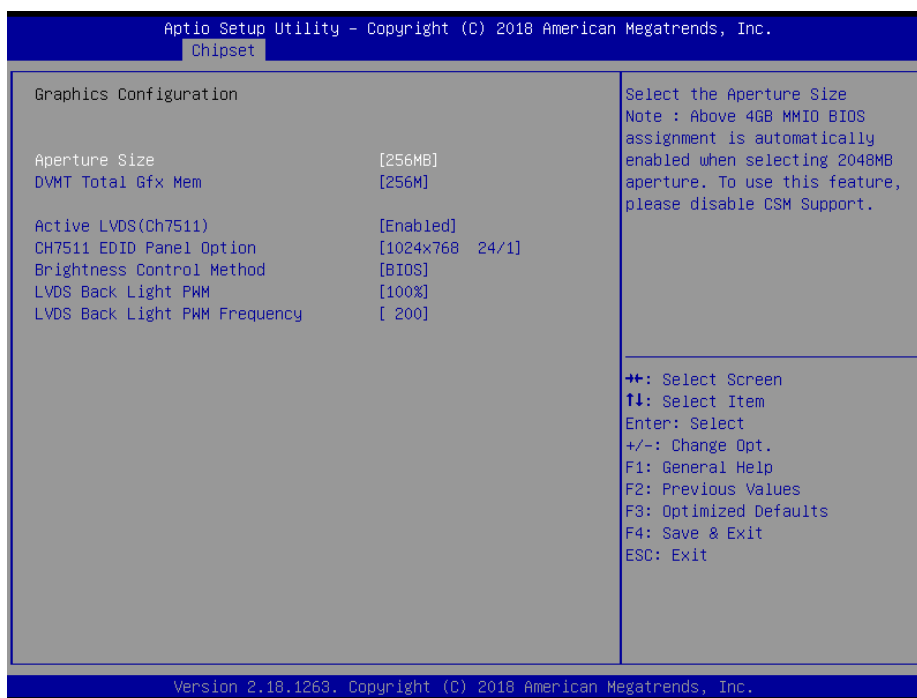 Aptio Setup Utility – Copyright (C) 2018 American Megatrends, Inc.
Chipset
Graphics Configuration
Aperture Size [256MB]
DVMT Total Gfx Mem [256M]
Active LVDS(Ch7511) [Enabled]
CH7511 EDID Panel Option [1024x768 24/1]
Brightness Control Method [BIOS]
LVDS Back Light PWM [100%]
LVDS Back Light PWM Frequency [ 200]
Select the Aperture Size
Note : Above 4GB MMIO BIOS
assignment is automatically
enabled when selecting 2048MB
aperture. To use this feature,
please disable CSM Support.
→←: Select Screen
↑↓: Select Item
Enter: Select
+/-: Change Opt.
F1: General Help
F2: Previous Values
F3: Optimized Defaults
F4: Save & Exit
ESC: Exit
Version 2.18.1263. Copyright (C) 2018 American Megatrends, Inc.